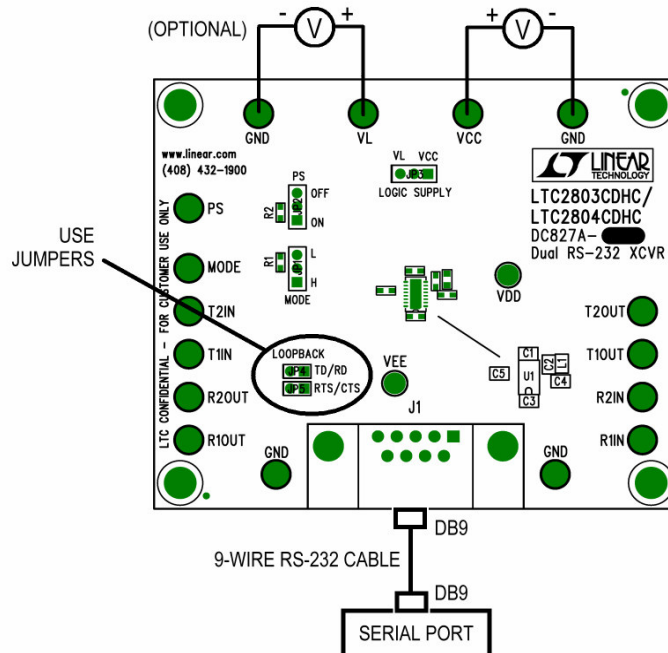 (OPTIONAL)
- V +
+ V -
GND
VL
VCC
GND
www.linear.com
(408) 432-1900
VL VCC
JP3
LOGIC SUPPLY
LINEAR
TECHNOLOGY
LTC2803CDHC/
LTC2804CDHC
DC827A-
Dual RS-232 XCVR
PS
PS
OFF
JP2
ON
R2
USE
JUMPERS
MODE
R1
L
JP1
H
MODE
VDD
T2IN
T2OUT
T1IN
T1OUT
LOOPBACK
JP4 TD/RD
JP5 RTS/CTS
VEE
C1
C2
L1
C5
U1
C4
C3
R2OUT
R2IN
J1
R1OUT
R1IN
GND
GND
LTC CONFIDENTIAL - FOR CUSTOMER USE ONLY
DB9
9-WIRE RS-232 CABLE
DB9
SERIAL PORT